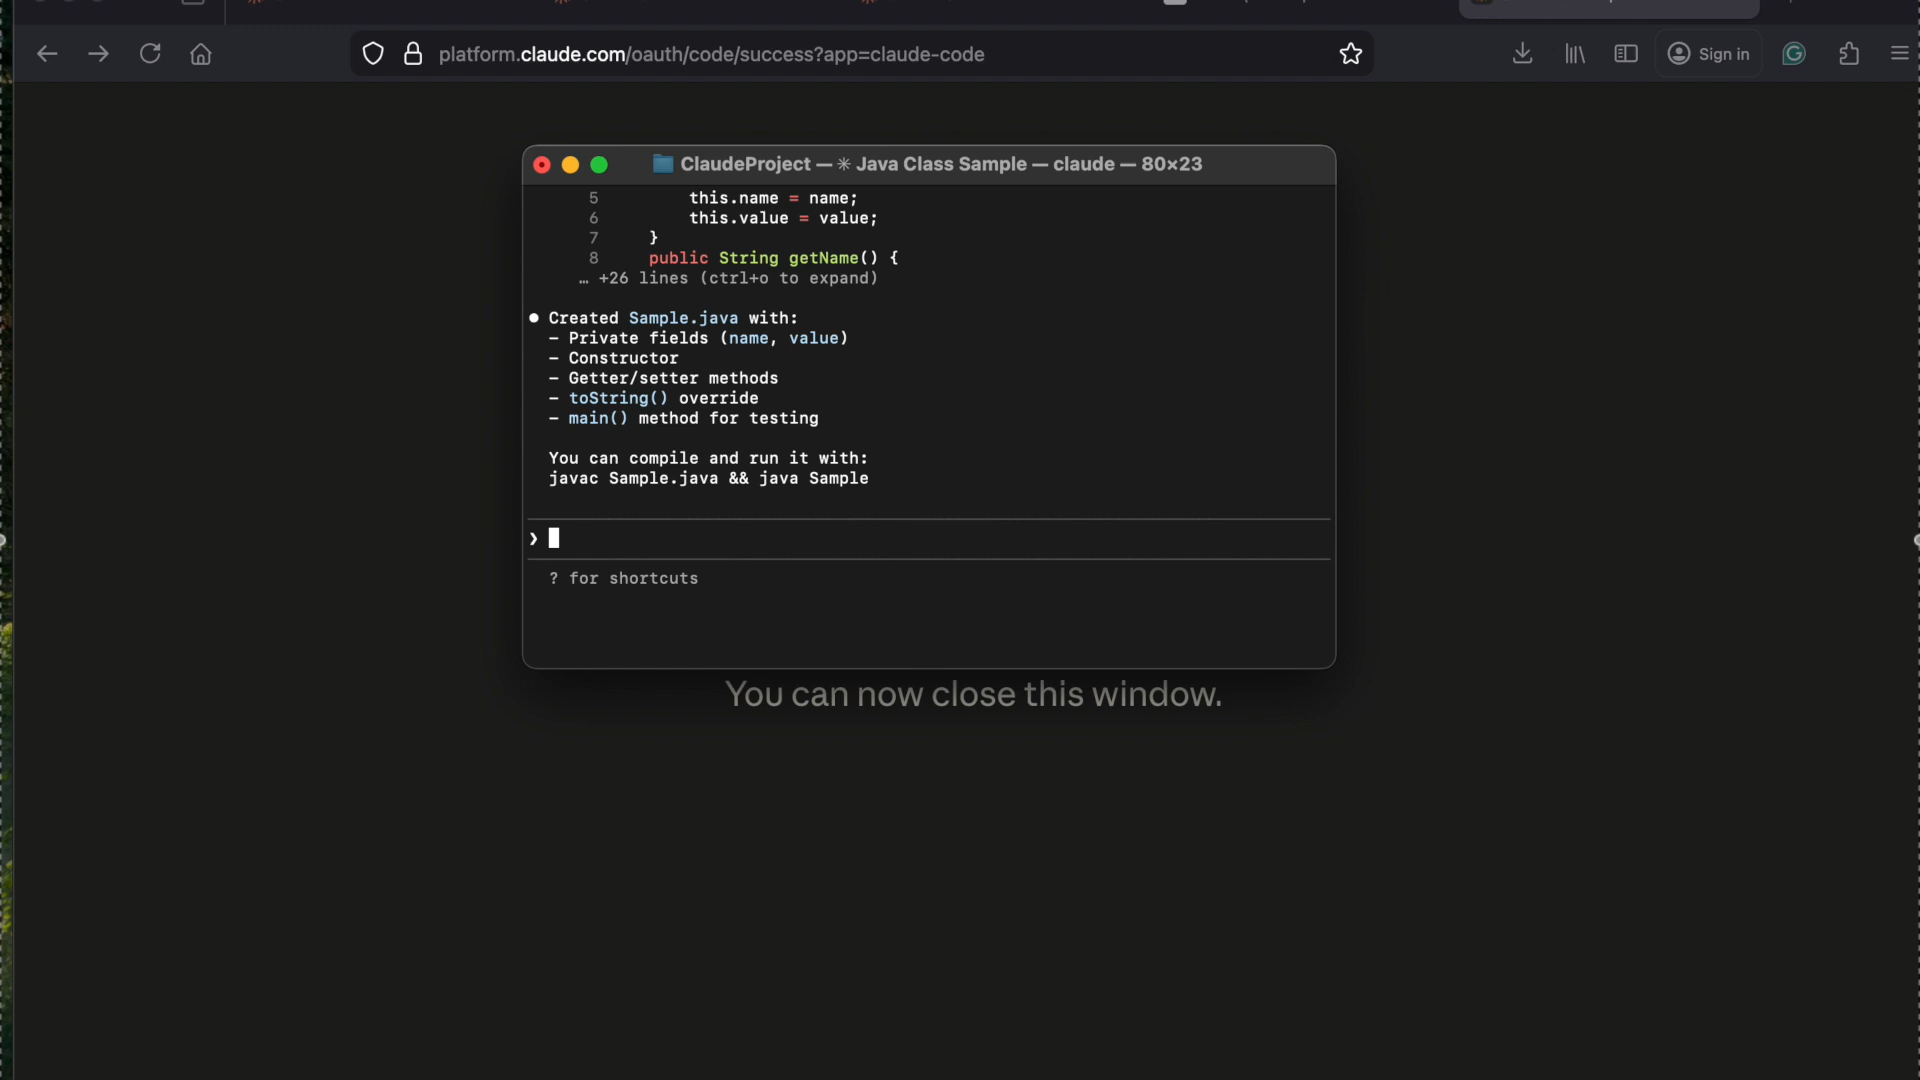 platform.claude.com/oauth/code/success?app=claude-code
Sign in
ClaudeProject — ✳ Java Class Sample — claude — 80×23
5 this.name = name;
6 this.value = value;
7 }
8 public String getName() {
… +26 lines (ctrl+o to expand)
● Created Sample.java with:
- Private fields (name, value)
- Constructor
- Getter/setter methods
- toString() override
- main() method for testing
You can compile and run it with:
javac Sample.java && java Sample
❯
? for shortcuts
You can now close this window.